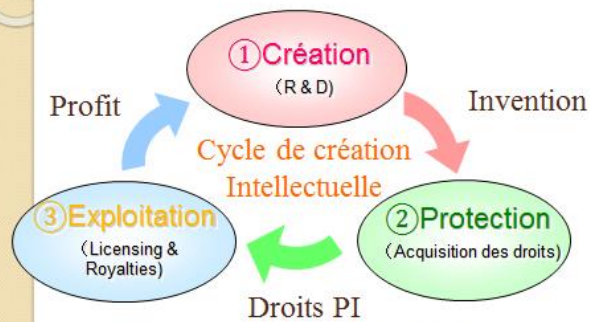 ①Création
(R & D)
Profit
Invention
Cycle de création
Intellectuelle
③Exploitation
(Licensing &
Royalties)
②Protection
(Acquisition des droits)
Droits PI